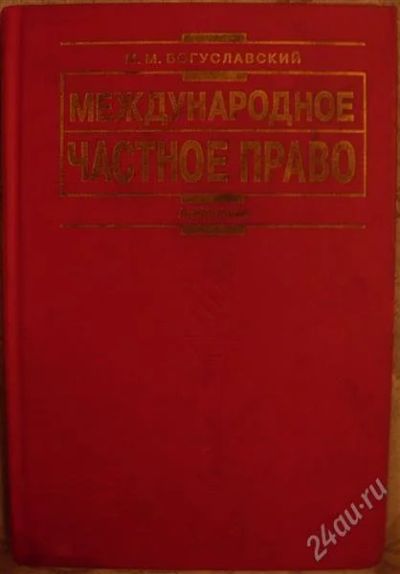 М. М. БОГУСЛАВСКИЙ
МЕЖДУНАРОДНОЕ
ЧАСТНОЕ ПРАВО
24au.ru